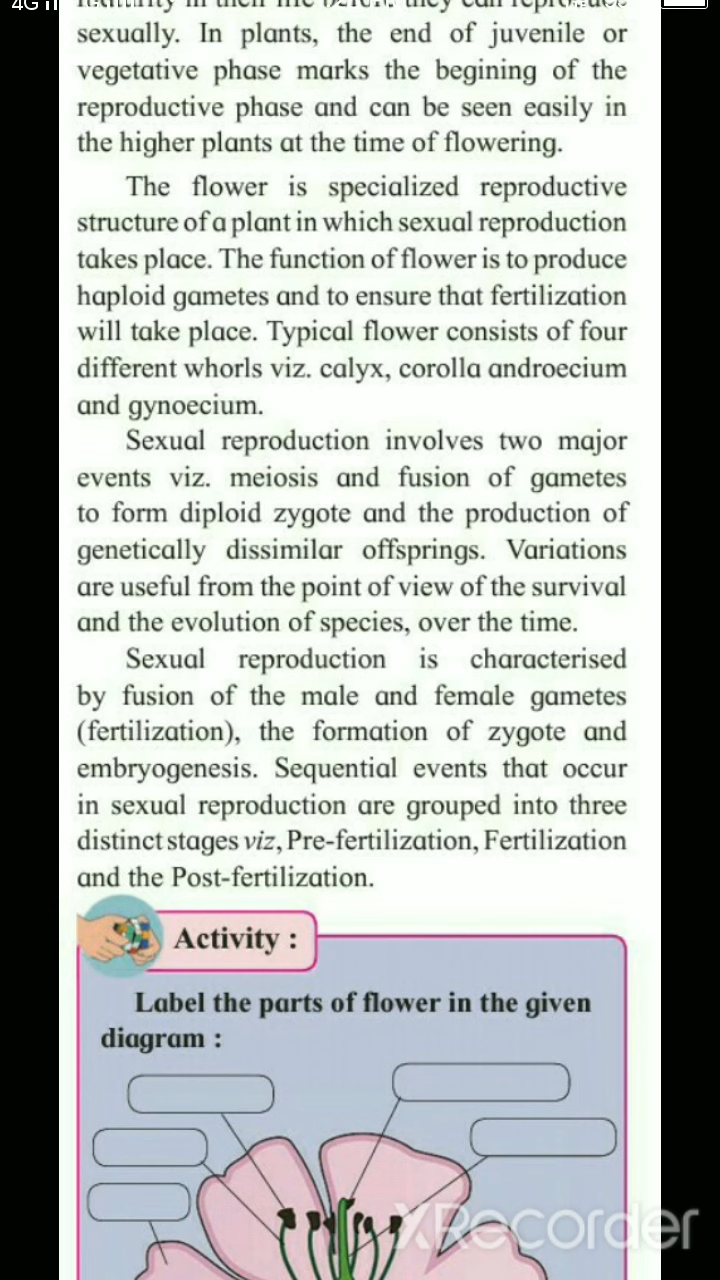 4G
sexually. In plants, the end of juvenile or
vegetative phase marks the begining of the
reproductive phase and can be seen easily in
the higher plants at the time of flowering.
The flower is specialized reproductive
structure of a plant in which sexual reproduction
takes place. The function of flower is to produce
haploid gametes and to ensure that fertilization
will take place. Typical flower consists of four
different whorls viz. calyx, corolla androecium
and gynoecium.
Sexual reproduction involves two major
events viz. meiosis and fusion of gametes
to form diploid zygote and the production of
genetically dissimilar offsprings. Variations
are useful from the point of view of the survival
and the evolution of species, over the time.
Sexual reproduction is characterised
by fusion of the male and female gametes
(fertilization), the formation of zygote and
embryogenesis. Sequential events that occur
in sexual reproduction are grouped into three
distinct stages viz, Pre-fertilization, Fertilization
and the Post-fertilization.
Activity :
Label the parts of flower in the given
diagram :
XRecorder